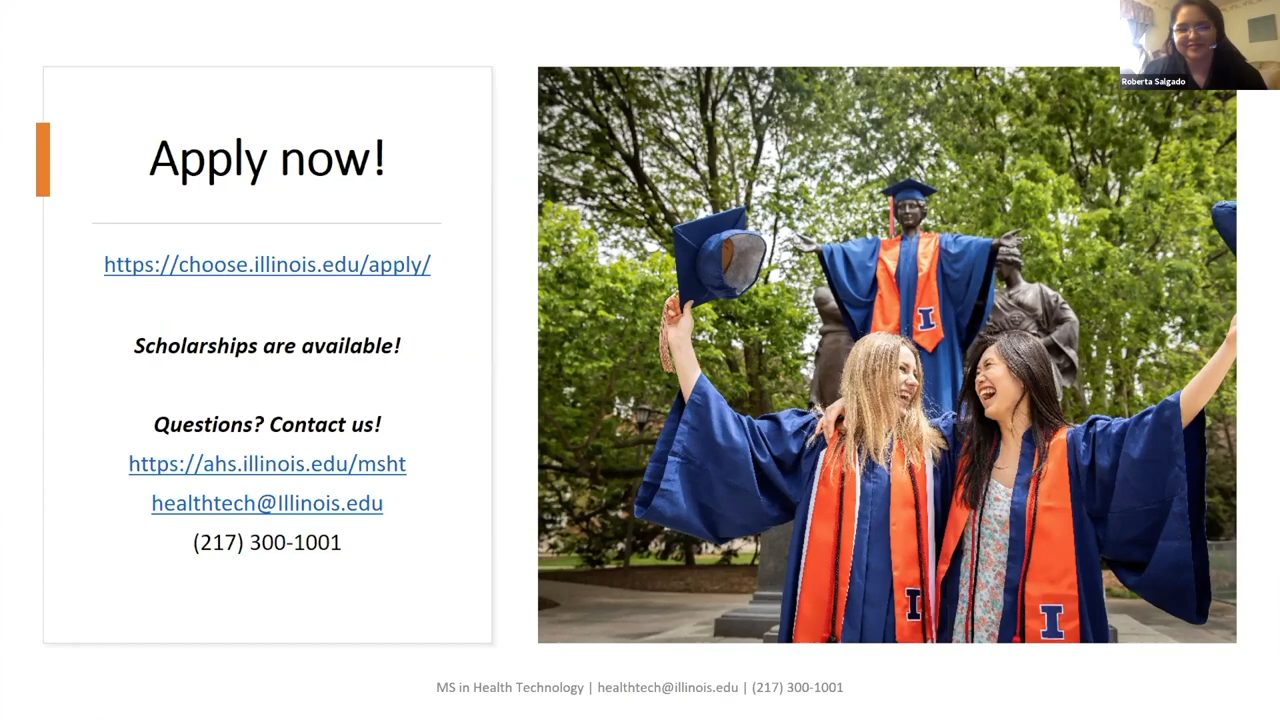 Roberta Salgado
Apply now!
https://choose.illinois.edu/apply/
Scholarships are available!
Questions? Contact us!
https://ahs.illinois.edu/msht
healthtech@Illinois.edu
(217) 300-1001
I
I
I
MS in Health Technology | healthtech@illinois.edu | (217) 300-1001